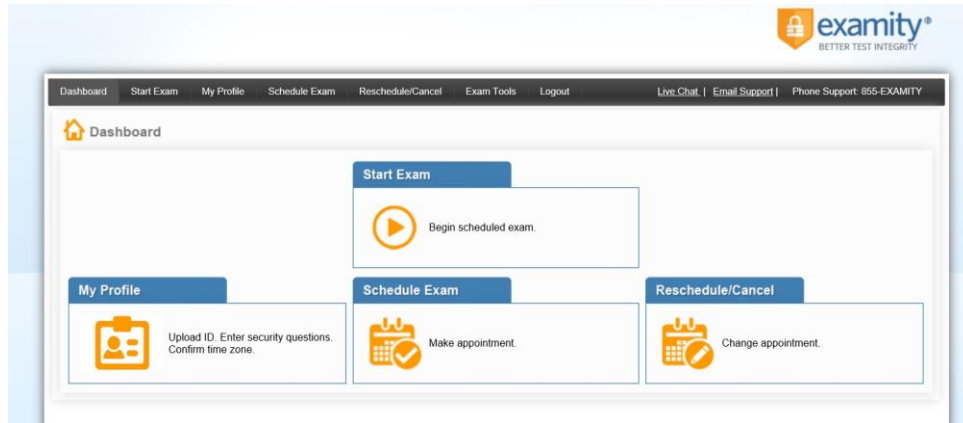 examity®
BETTER TEST INTEGRITY
Dashboard Start Exam My Profile Schedule Exam Reschedule/Cancel Exam Tools Logout Live Chat | Email Support | Phone Support: 855-EXAMITY
Dashboard
Start Exam
Begin scheduled exam.
My Profile
Upload ID. Enter security questions.
Confirm time zone.
Schedule Exam
Make appointment.
Reschedule/Cancel
Change appointment.